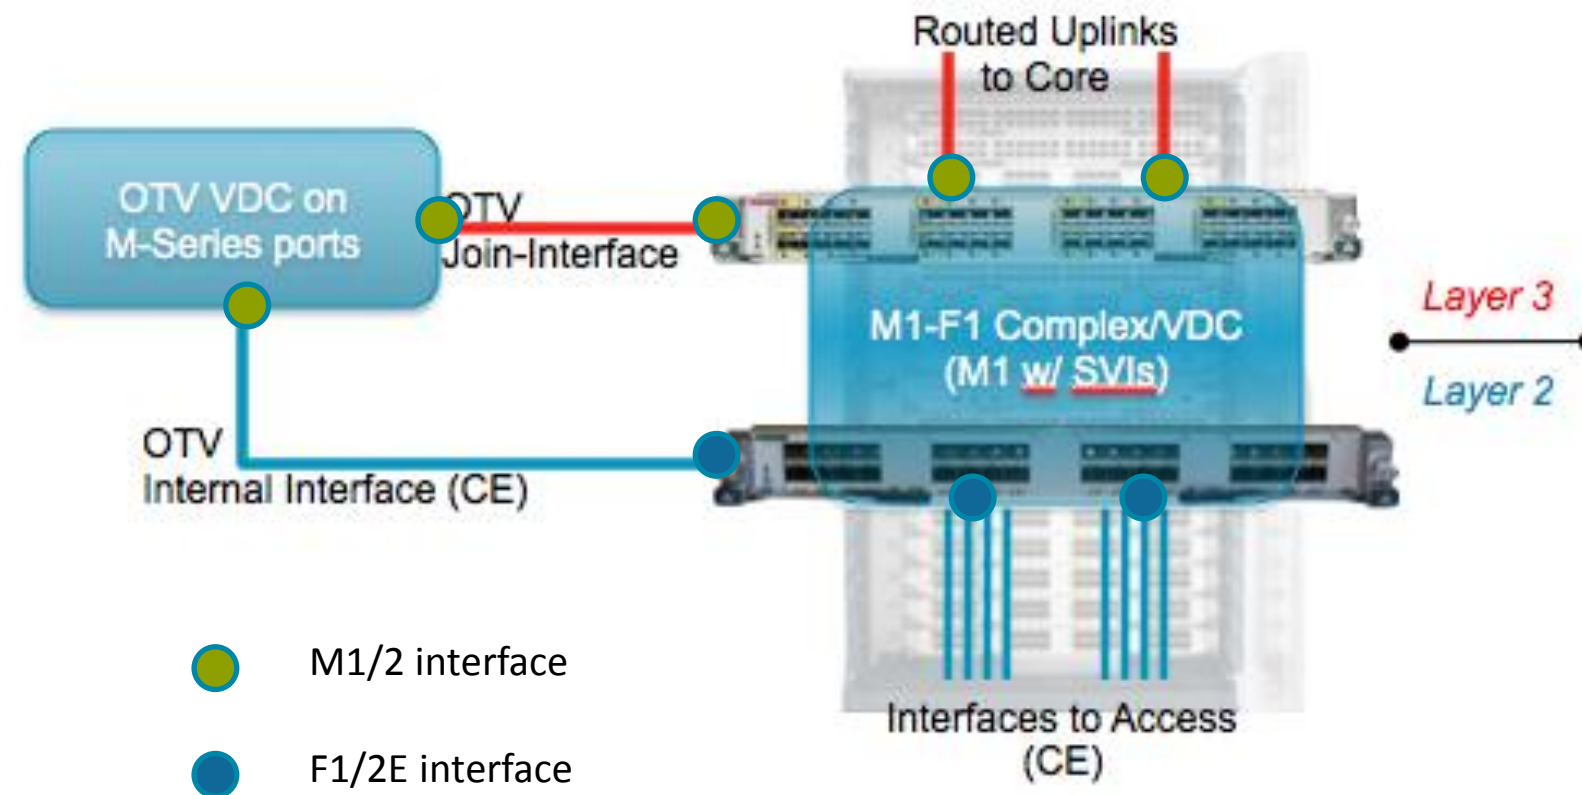 Routed Uplinks
to Core
OTV VDC on
M-Series ports
OTV
Join-Interface
M1-F1 Complex/VDC
(M1 w/ SVIs)
Layer 3
Layer 2
OTV
Internal Interface (CE)
M1/2 interface
F1/2E interface
Interfaces to Access
(CE)